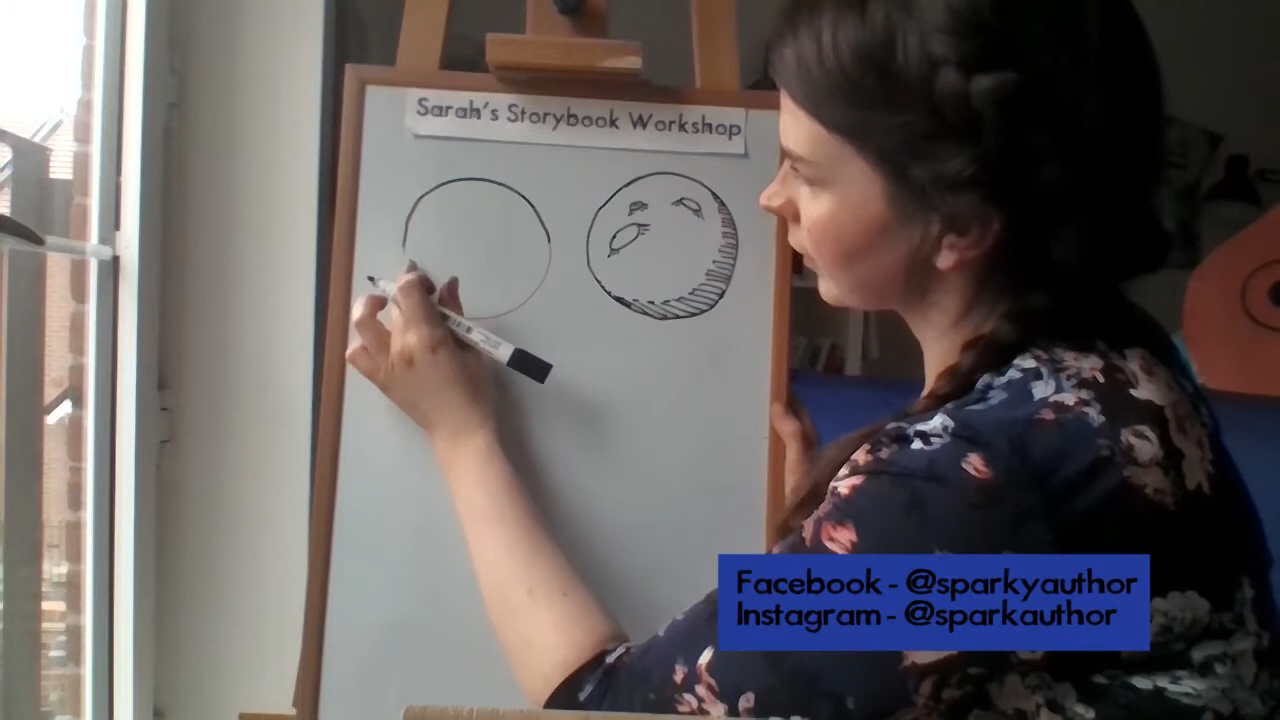 Sarah's Storybook Workshop
Facebook - @sparkyauthor
Instagram - @sparkauthor